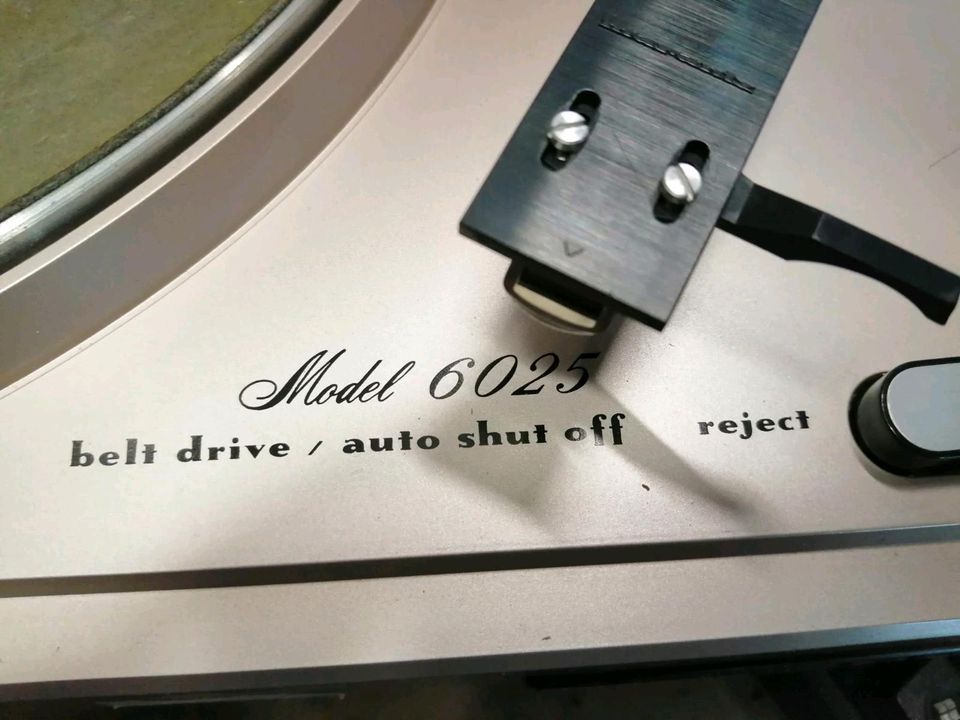 Model 6025
belt drive / auto shut off
reject